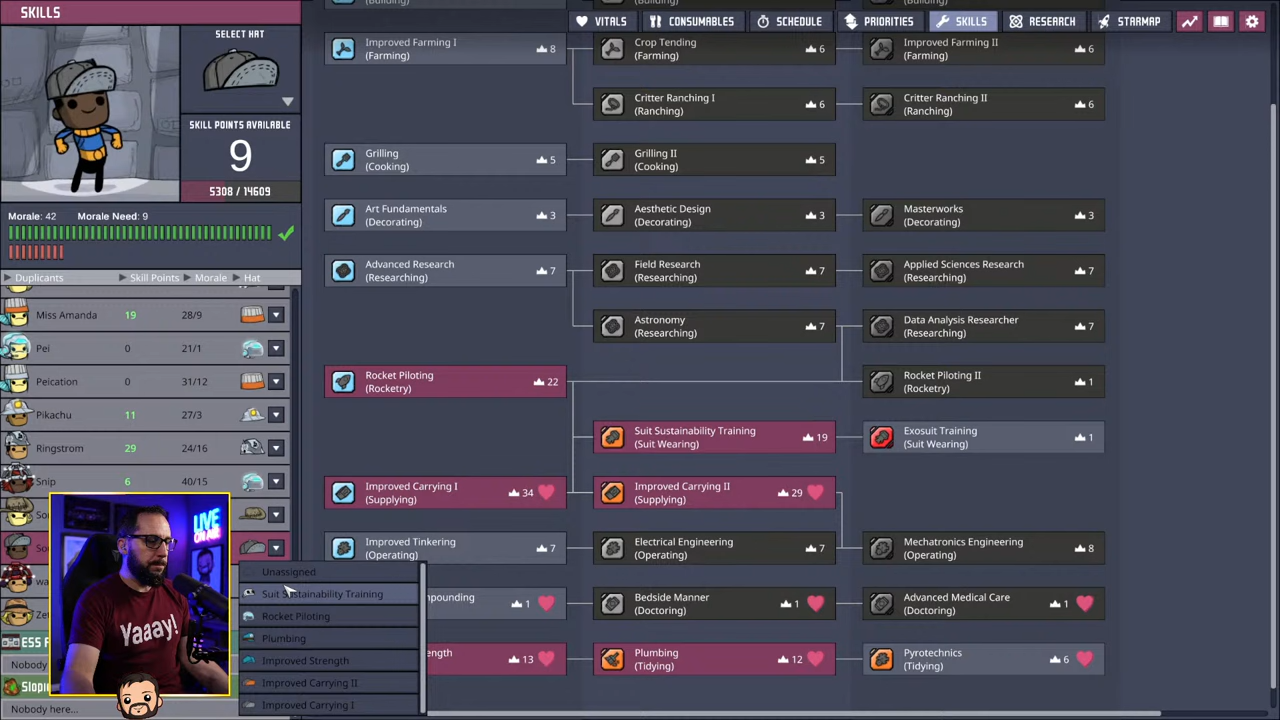 SKILLS
VITALS
CONSUMABLES
SCHEDULE
PRIORITIES
SKILLS
RESEARCH
STARMAP
SELECT HAT
SKILL POINTS AVAILABLE
9
5308 / 14609
Morale: 42
Morale Need: 9
Duplicants
Skill Points
Morale
Hat
Miss Amanda 19 28/9
Pei 0 21/1
Peication 0 31/12
Pikachu 11 27/3
Ringstrom 29 24/16
Snip 6 40/15
Nobody
Nobody here...
LIVE
Yaaay!
Unassigned
Suit Sustainability Training
Rocket Piloting
Plumbing
Improved Strength
Improved Carrying II
Improved Carrying I
(Building)
(Building)
(Building)
Improved Farming I
(Farming)
8
Crop Tending
(Farming)
6
Improved Farming II
(Farming)
6
Critter Ranching I
(Ranching)
6
Critter Ranching II
(Ranching)
6
Grilling
(Cooking)
5
Grilling II
(Cooking)
5
Art Fundamentals
(Decorating)
3
Aesthetic Design
(Decorating)
3
Masterworks
(Decorating)
3
Advanced Research
(Researching)
7
Field Research
(Researching)
7
Applied Sciences Research
(Researching)
7
Astronomy
(Researching)
7
Data Analysis Researcher
(Researching)
7
Rocket Piloting
(Rocketry)
22
Rocket Piloting II
(Rocketry)
1
Suit Sustainability Training
(Suit Wearing)
19
Exosuit Training
(Suit Wearing)
1
Improved Carrying I
(Supplying)
34
Improved Carrying II
(Supplying)
29
Improved Tinkering
(Operating)
7
Electrical Engineering
(Operating)
7
Mechatronics Engineering
(Operating)
8
1
Bedside Manner
(Doctoring)
1
Advanced Medical Care
(Doctoring)
1
13
Plumbing
(Tidying)
12
Pyrotechnics
(Tidying)
6